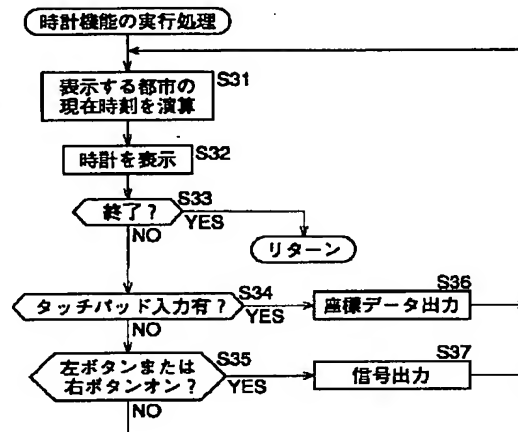 時計機能の実行処理
表示する都市の
現在時刻を演算
S31
時計を表示
S32
終了?
S33
YES
NO
リターン
タッチパッド入力有?
S34
YES
NO
座標データ出力
S36
左ボタンまたは
右ボタンオン?
S35
YES
NO
信号出力
S37